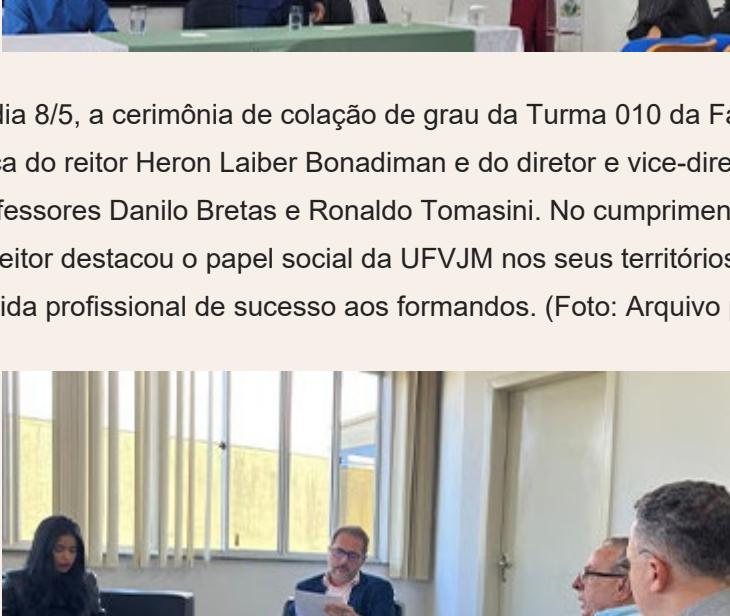 dia 8/5, a cerimônia de colação de grau da Turma 010 da Fa
a do reitor Heron Laiber Bonadiman e do diretor e vice-dire
fessores Danilo Bretas e Ronaldo Tomasini. No cumprimen
eitor destacou o papel social da UFVJM nos seus territórios
ida profissional de sucesso aos formandos. (Foto: Arquivo